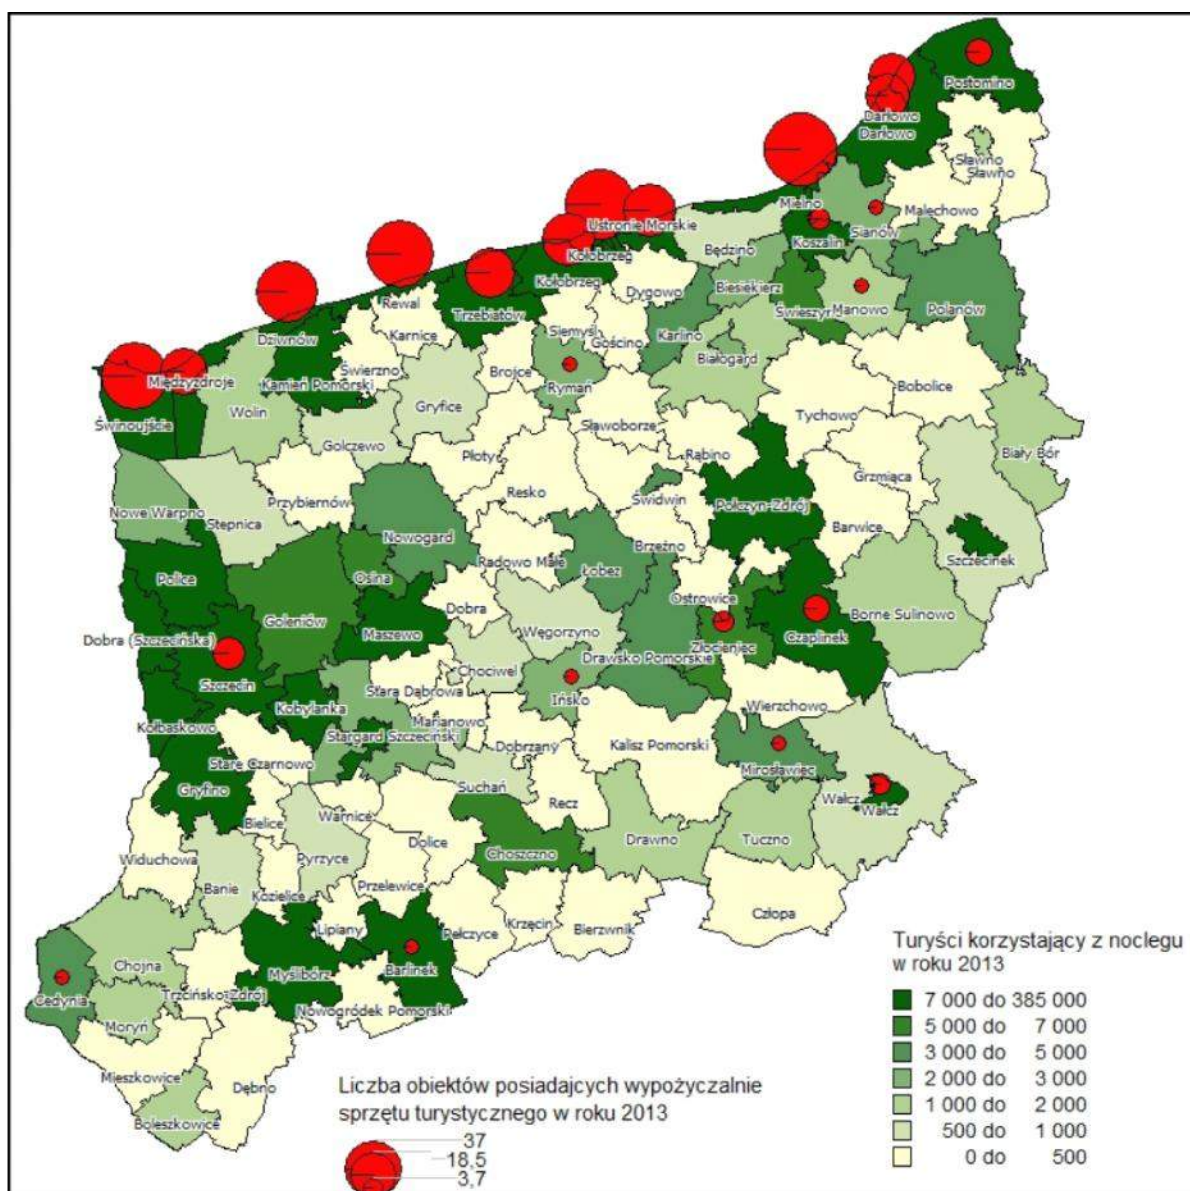 Postomino
Darłowo
Darłowo
Sławno
Sławno
Mielno
Malechowo
Ustronie Morskie
Sianów
Koszalin
Będzino
Kołobrzeg
Kołobrzeg
Dygowo
Biesiekierz
Polanów
Rewal
Trzebiatów
Świeszyno
Manowo
Karnice
Siemyśl
Gościno
Karlino
Dziwnów
Białogard
Świerzno
Międzyzdroje
Kamień Pomorski
Brojce
Rymań
Bobolice
Wolin
Gryfice
Tychowo
Świnoujście
Sławoborze
Golczewo
Rąbino
Płoty
Biały Bór
Grzmiąca
Resko
Świdwin
Połczyn-Zdrój
Przybiernów
Nowe Warpno
Stepnica
Barwice
Nowogard
Brzeźno
Szczecinek
Radowo Małe
Łobez
Police
Osina
Ostrowice
Dobra
Borne Sulinowo
Goleniów
Maszewo
Węgorzyno
Czaplinek
Dobra (Szczecińska)
Złocieniec
Drawsko Pomorskie
Chociwel
Szczecin
Stara Dąbrowa
Ińsko
Kobylanka
Wierzchowo
Kołbaskowo
Marianowo
Stargard Szczeciński
Dobrzany
Kalisz Pomorski
Stare Czarnowo
Mirosławiec
Gryfino
Suchań
Wałcz
Recz
Wałcz
Warnice
Bielice
Dolice
Drawno
Tuczno
Choszczno
Widuchowa
Pyrzyce
Banie
Przelewice
Kozielice
Człopa
Krzęcin
Lipiany
Bierzwnik
Pełczyce
Barlinek
Chojna
Myślibórz
Cedynia
Trzcińsko-Zdrój
Nowogródek Pomorski
Moryń
Mieszkowice
Dębno
Boleszkowice
Turyści korzystający z noclegu
w roku 2013
7 000 do 385 000
5 000 do 7 000
3 000 do 5 000
2 000 do 3 000
1 000 do 2 000
500 do 1 000
0 do 500
Liczba obiektów posiadajcych wypożyczalnie
sprzętu turystycznego w roku 2013
37
18,5
3,7